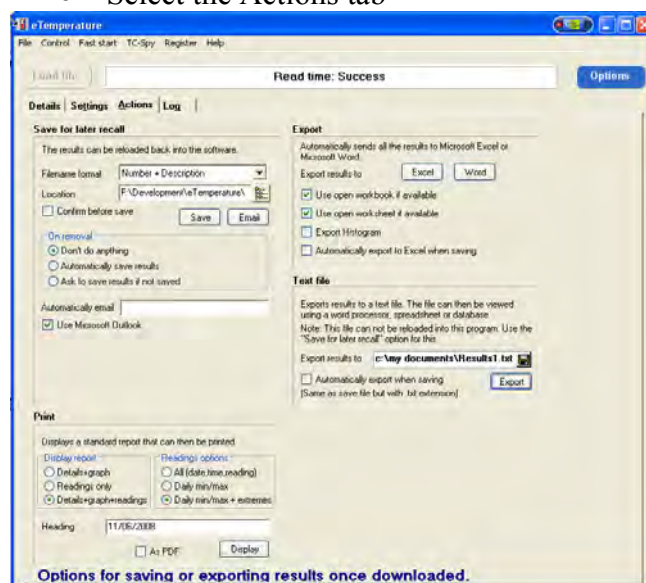 Select the Actions tab
eTemperature
File Control Fast start TC-Spy Register Help
Read time: Success
Options
Details Settings Actions Log
Save for later recall
The results can be reloaded back into the software.
Filename format Number + Description
Location F:\Development\eTemperature\
Confirm before save Save Email
On removal
Don't do anything
Automatically save results
Ask to save results if not saved
Automatically email
Use Microsoft Outlook
Export
Automatically sends all the results to Microsoft Excel or
Microsoft Word.
Export results to Excel Word
Use open workbook if available
Use open worksheet if available
Export Histogram
Automatically export to Excel when saving
Text file
Exports results to a text file. The file can then be viewed
using a word processor, spreadsheet or database
Note: This file can not be reloaded into this program. Use the
"Save for later recall" option for this
Export results to c:\my documents\Results1.txt
Automatically export when saving Export
(Same as save file but with .txt extension)
Print
Displays a standard report that can then be printed
Display report
Details+graph
Readings only
Details+graph+readings
Readings options
All (date,time,reading)
Daily min/max
Daily min/max + extremes
Heading 11/06/2008
As PDF Display
Options for saving or exporting results once downloaded.